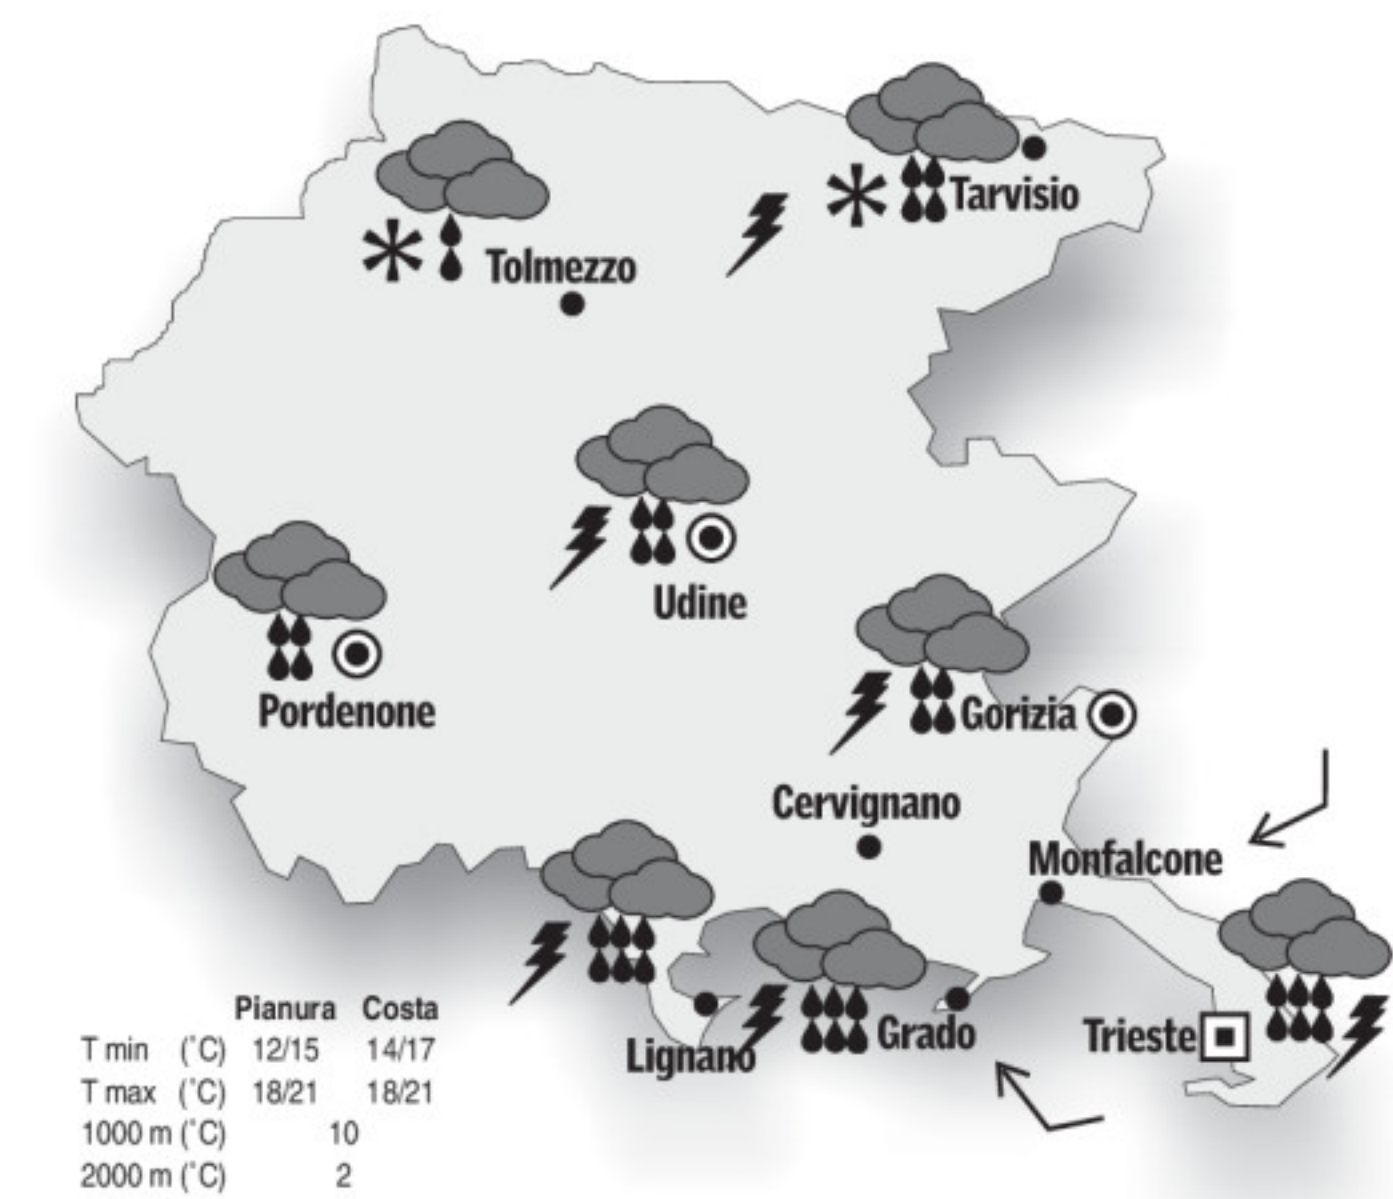 Tarvisio
Tolmezzo
Udine
Pordenone
Gorizia
Cervignano
Monfalcone
Trieste
Grado
Lignano
Pianura Costa
T min (°C) 12/15 14/17
T max (°C) 18/21 18/21
1000 m (°C) 10
2000 m (°C) 2